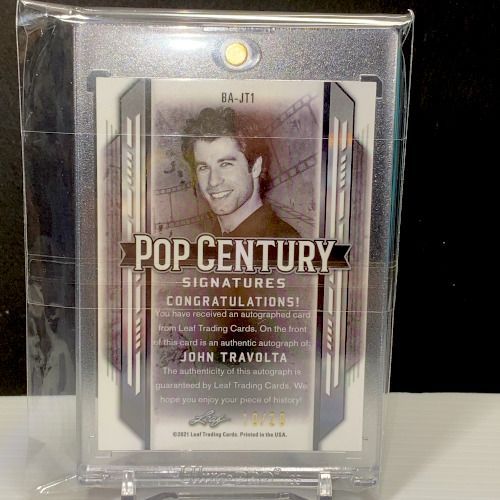 BA-JT1
POP CENTURY
SIGNATURES
CONGRATULATIONS!
You have received an autographed card
from Leaf Trading Cards. On the front
of this card is an authentic autograph of:
JOHN TRAVOLTA
The authenticity of this autograph is
guaranteed by Leaf Trading Cards. We
hope you enjoy your piece of history!
Leaf
©2021 Leaf Trading Cards. Printed in the USA.